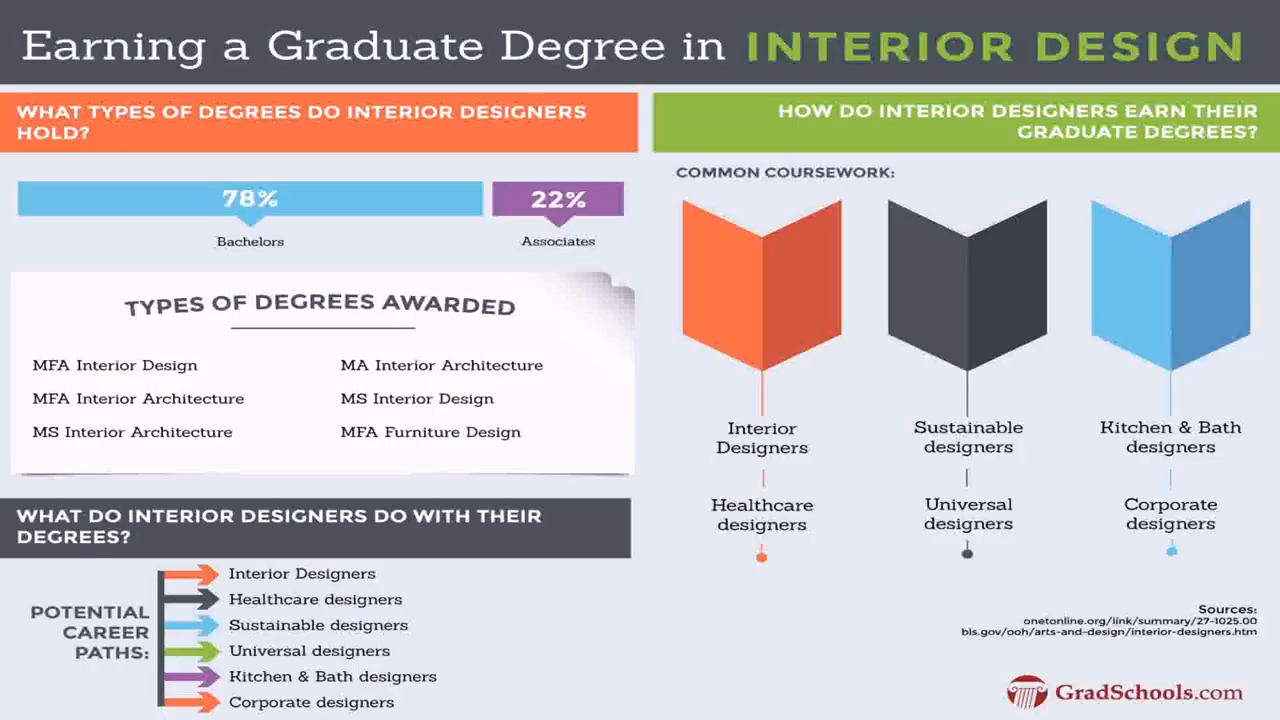 Earning a Graduate Degree in INTERIOR DESIGN
WHAT TYPES OF DEGREES DO INTERIOR DESIGNERS
HOLD?
78%
22%
Bachelors
Associates
TYPES OF DEGREES AWARDED
MFA Interior Design
MA Interior Architecture
MFA Interior Architecture
MS Interior Design
MS Interior Architecture
MFA Furniture Design
WHAT DO INTERIOR DESIGNERS DO WITH THEIR
DEGREES?
POTENTIAL
CAREER
PATHS:
Interior Designers
Healthcare designers
Sustainable designers
Universal designers
Kitchen & Bath designers
Corporate designers
HOW DO INTERIOR DESIGNERS EARN THEIR
GRADUATE DEGREES?
COMMON COURSEWORK:
Interior
Designers
Healthcare
designers
Sustainable
designers
Universal
designers
Kitchen & Bath
designers
Corporate
designers
Sources:
onetonline.org/link/summary/27-1025.00
bls.gov/ooh/arts-and-design/interior-designers.htm
GradSchools.com